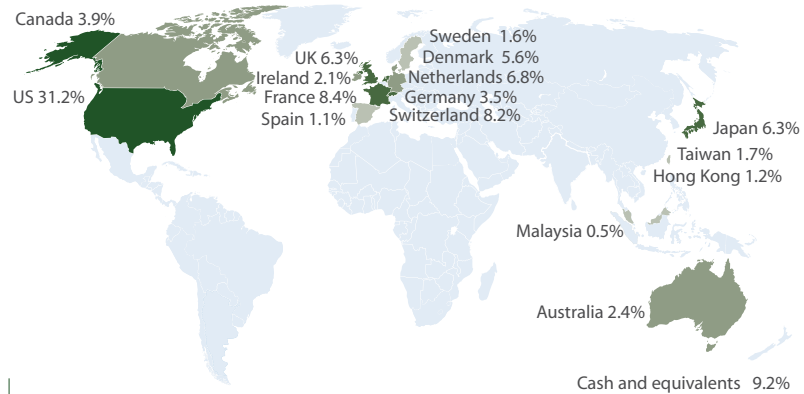 Canada 3.9%
Sweden 1.6%
UK 6.3%
Denmark 5.6%
Ireland 2.1%
Netherlands 6.8%
US 31.2%
France 8.4%
Germany 3.5%
Spain 1.1%
Switzerland 8.2%
Japan 6.3%
Taiwan 1.7%
Hong Kong 1.2%
Malaysia 0.5%
Australia 2.4%
Cash and equivalents 9.2%